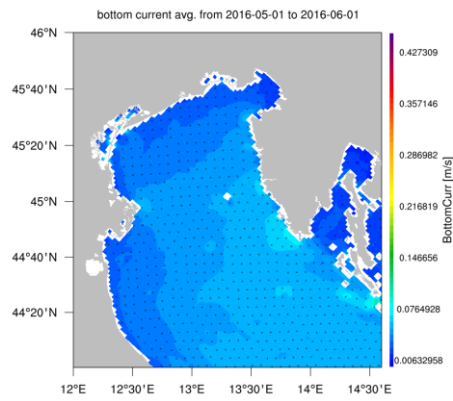 bottom current avg. from 2016-05-01 to 2016-06-01
46°N
45°40'N
45°20'N
45°N
44°40'N
44°20'N
12°E
12°30'E
13°E
13°30'E
14°E
14°30'E
0.427309
0.357146
0.286982
0.216819
0.146656
0.0764928
0.00632958
BottomCurr [m/s]